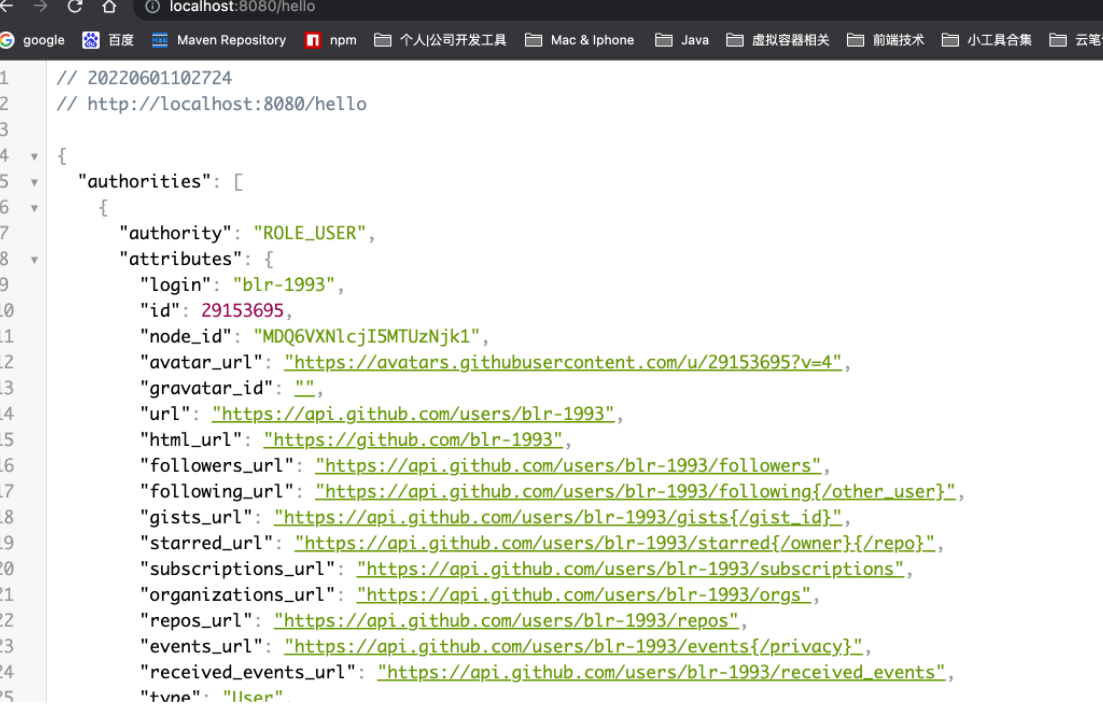 localhost:8080/hello
google 百度 Maven Repository npm 个人|公司开发工具 Mac & Iphone Java 虚拟容器相关 前端技术 小工具合集 云笔
1 // 20220601102724
2 // http://localhost:8080/hello
3
4 {
5 "authorities": [
6 {
7 "authority": "ROLE_USER",
8 "attributes": {
9 "login": "blr-1993",
10 "id": 29153695,
11 "node_id": "MDQ6VXNlcjI5MTUzNjk1",
12 "avatar_url": "https://avatars.githubusercontent.com/u/29153695?v=4",
13 "gravatar_id": "",
14 "url": "https://api.github.com/users/blr-1993",
15 "html_url": "https://github.com/blr-1993",
16 "followers_url": "https://api.github.com/users/blr-1993/followers",
17 "following_url": "https://api.github.com/users/blr-1993/following{/other_user}",
18 "gists_url": "https://api.github.com/users/blr-1993/gists{/gist_id}",
19 "starred_url": "https://api.github.com/users/blr-1993/starred{/owner}{/repo}",
20 "subscriptions_url": "https://api.github.com/users/blr-1993/subscriptions",
21 "organizations_url": "https://api.github.com/users/blr-1993/orgs",
22 "repos_url": "https://api.github.com/users/blr-1993/repos",
23 "events_url": "https://api.github.com/users/blr-1993/events{/privacy}",
24 "received_events_url": "https://api.github.com/users/blr-1993/received_events",
25 "type": "User",